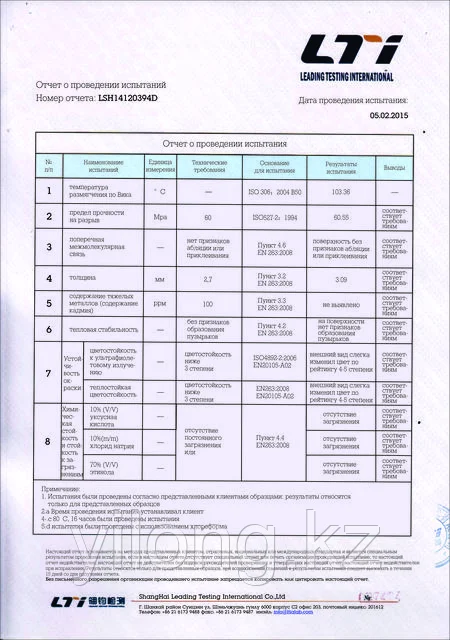 LTI
LEADING TESTING INTERNATIONAL
Отчет о проведении испытаний
Номер отчета: LSH14120394D
Дата проведения испытания:
05.02.2015
Отчет о проведении испытания
№ п/п Наименование испытаний Единица измерения Технические требования Основание для испытания Результаты испытания Выводы
1 температура размягчения по Вика ° C — ISO 306; 2004 B50 103.36 —
2 предел прочности на разрыв Mpa 60 ISO527-2; 1994 60.55 соответствует требованиям
3 поперечная межмолекулярная связь — нет признаков абляции или приклеивания Пункт 4.6 EN 263:2008 поверхность без признаков абляции или приклеивания соответствует требованиям
4 толщина мм 2,7 Пункт 3.2 EN 263:2008 3.09 соответствует требованиям
5 содержание тяжелых металлов (содержание кадмия) ppm 100 Пункт 3.3 EN 263:2008 не выявлено соответствует требованиям
6 тепловая стабильность — без признаков образования пузырьков Пункт 4.2 EN 263:2008 на поверхности нет признаков образования пузырьков соответствует требованиям
7 Устойчивость окраски цветостойкость к ультрафиолетовому излучению — цветостойкость ниже 3 степени ISO4892-2:2006 EN20105-A02 внешний вид слегка изменил цвет по рейтингу 4-5 степени соответствует требованиям
теплостойкая цветостойкость — цветостойкость ниже 3 степени EN263:2008 EN20105-A02 внешний вид слегка изменил цвет по рейтингу 4-5 степени соответствует требованиям
8 Химическая стойкость и стойкость к загрязнениям 10% (V/V) уксусная кислота — отсутствие постоянного загрязнения или Пункт 4.4 EN263:2008 отсутствие загрязнения соответствует требованиям
10%(m/m) хлорид натрия — отсутствие загрязнения соответствует требованиям
70% (V/V) этинола — отсутствие загрязнения соответствует требованиям
Примечание:
1. Испытания были проведены согласно представленными клиентами образцами: результаты относится
только для представленных образцов
2.a Время проведения испытания устанавливал клиент
4. c 80 C, 16 часов были проведены испытания
5.d испытатия были проведены с использованием хлороформа
yilong.kz
Без письменного разрешения организации проводившего испытание запрещается копировать или цитировать настоящий отчет.
LTI
ShangHai Leading Testing International Co.,Ltd
Г. Шанхай район Сунцзян ул. Шэньчжуань гунлу 6000 корпус C2 офис 203, почтовый индекс: 201612
Телефон: +86 21 6173 9488 факс: +86 21 6173 9487